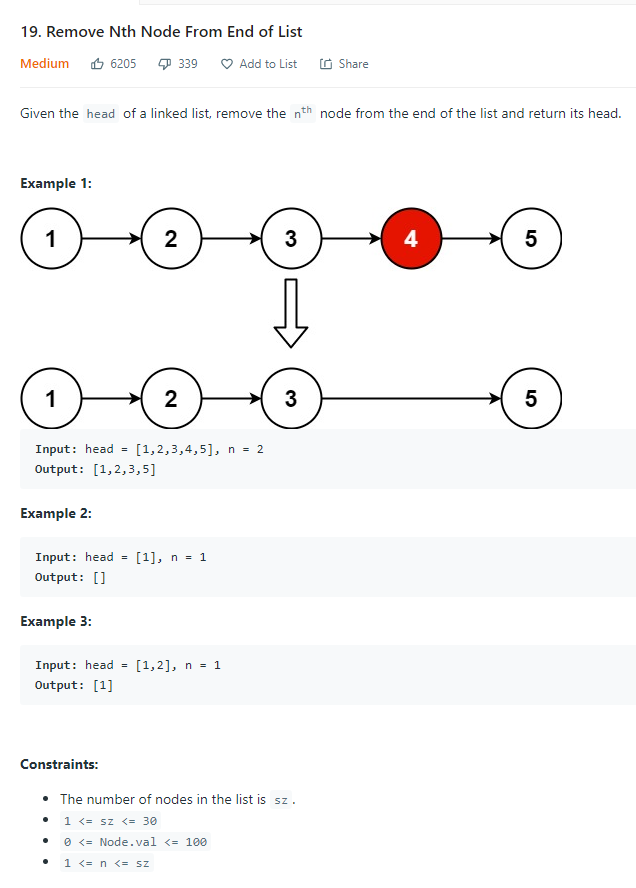 19. Remove Nth Node From End of List
Medium 6205 339 Add to List Share
Given the head of a linked list, remove the nth node from the end of the list and return its head.
Example 1:
1 2 3 4 5
1 2 3 5
Input: head = [1,2,3,4,5], n = 2
Output: [1,2,3,5]
Example 2:
Input: head = [1], n = 1
Output: []
Example 3:
Input: head = [1,2], n = 1
Output: [1]
Constraints:
• The number of nodes in the list is sz.
• 1 <= sz <= 30
• 0 <= Node.val <= 100
• 1 <= n <= sz